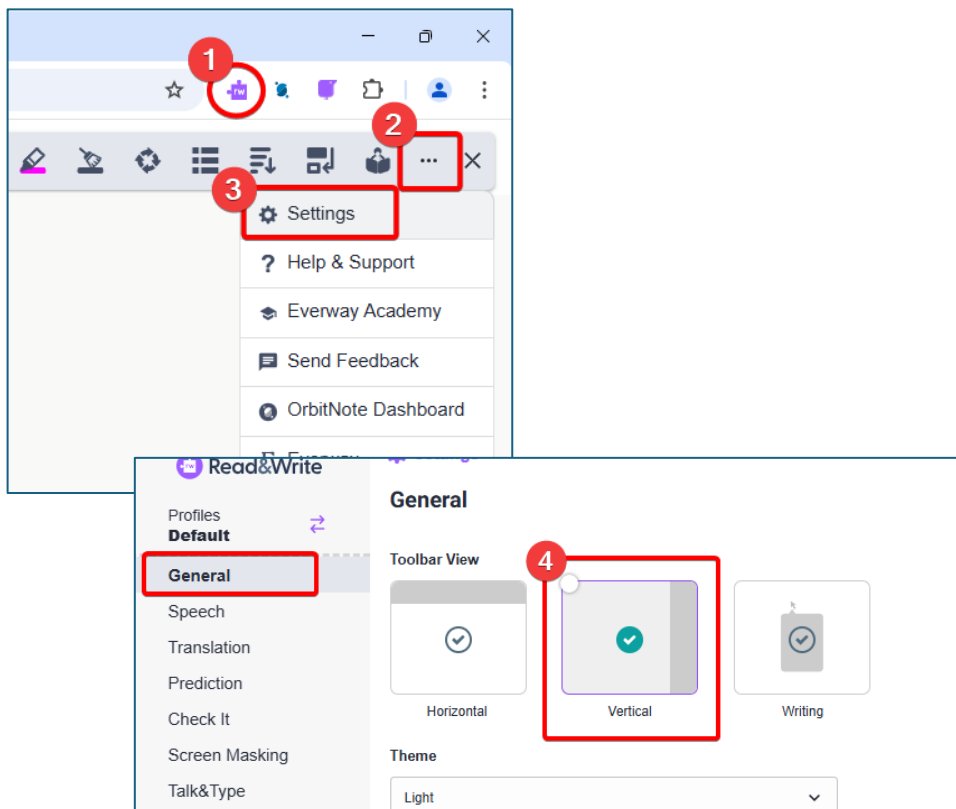 1
rw
2
3
Settings
? Help & Support
Everway Academy
Send Feedback
OrbitNote Dashboard
Read&Write
Profiles
Default
General
Speech
Translation
Prediction
Check It
Screen Masking
Talk&Type
General
Toolbar View
4
Horizontal
Vertical
Writing
Theme
Light